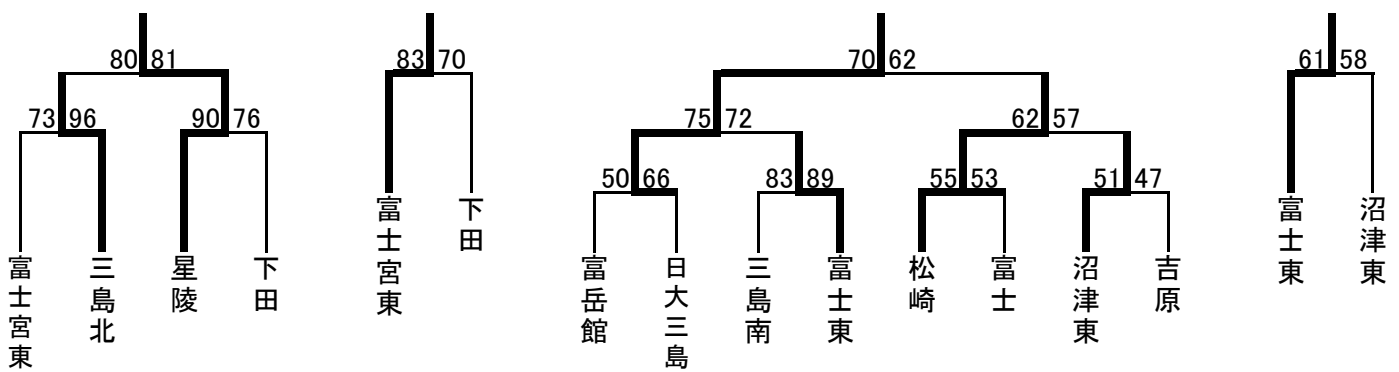 80 81
83 70
70 62
61 58
73 96
90 76
75 72
62 57
50 66
83 89
55 53
51 47
富士宮東
三島北
星陵
下田
富士宮東
下田
富岳館
日大三島
三島南
富士東
松崎
富士
沼津東
吉原
富士東
沼津東